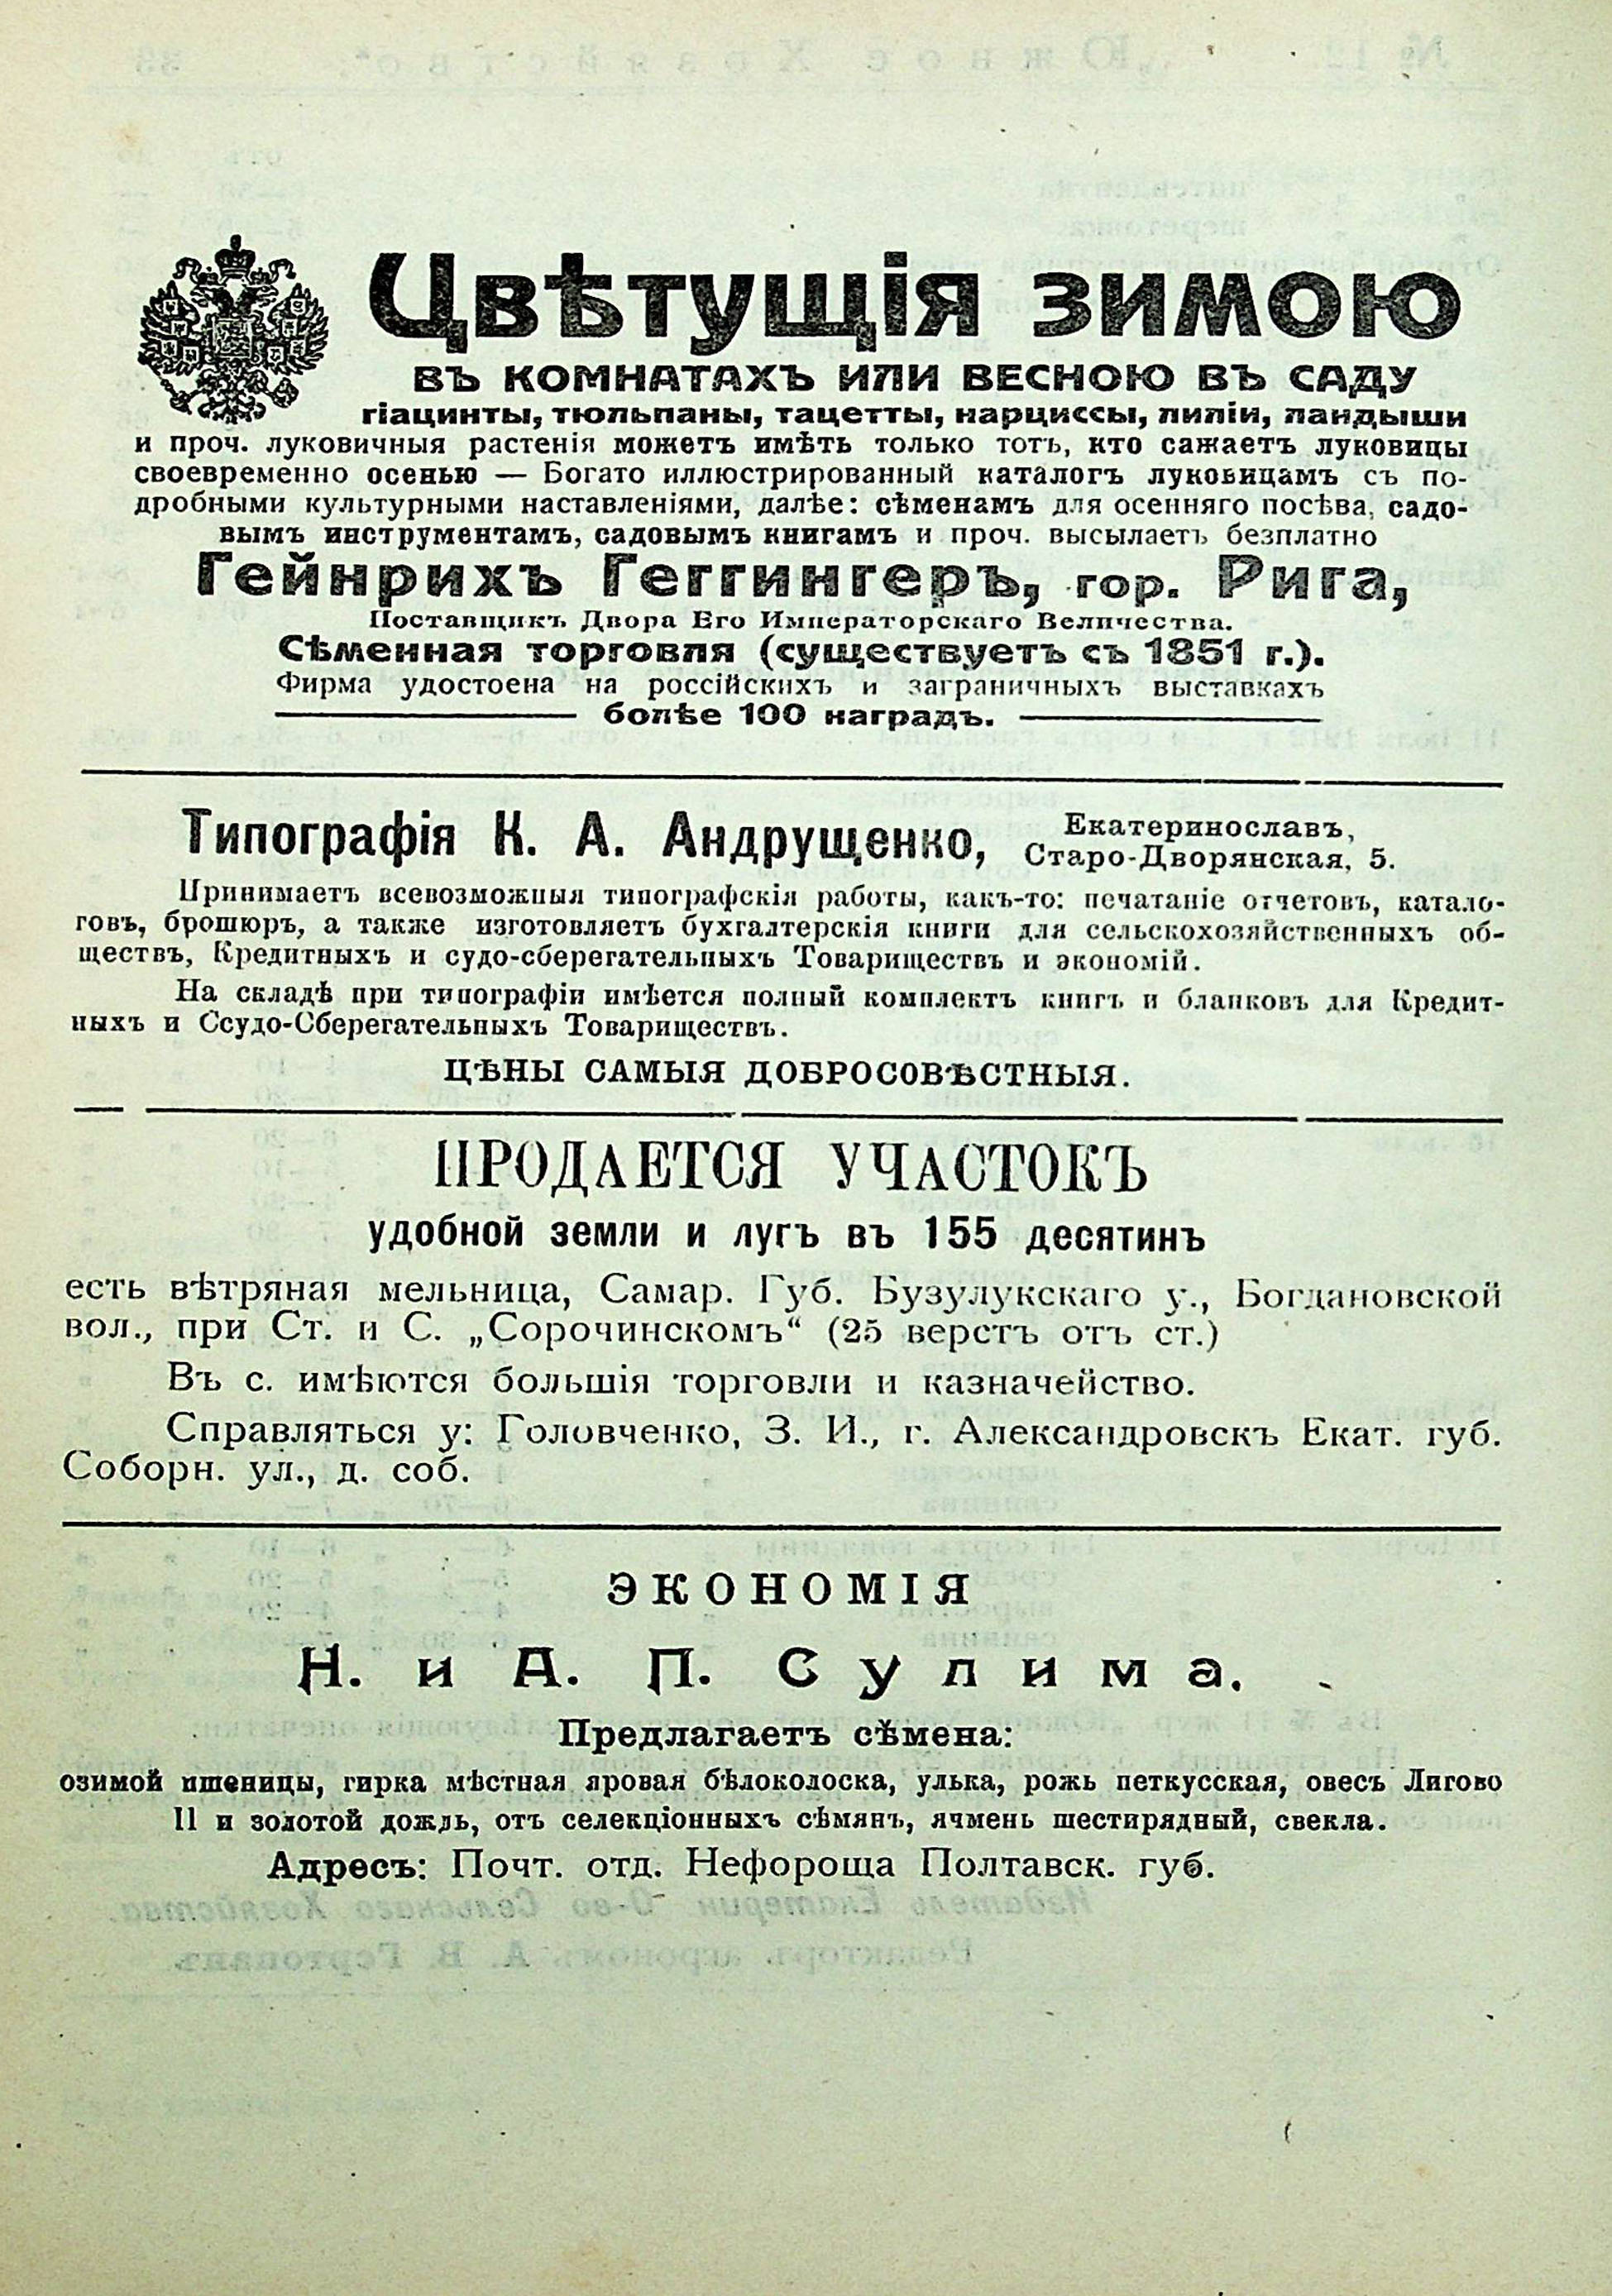 Цвѣтущія зимою
въ комнатахъ или весною въ саду
гіацинты, тюльпаны, тацетты, нарциссы, лиліи, ландыши
и проч. луковичныя растенія можетъ имѣть только тотъ, кто сажаетъ луковицы
своевременно осенью — Богато иллюстрированный каталогъ луковицамъ съ по-
дробными культурными наставленіями, далѣе: сѣменамъ для осенняго посѣва, садо-
вымъ инструментамъ, садовымъ книгамъ и проч. высылаетъ безплатно
Гейнрихъ Геггингеръ, гор. Рига,
Поставщикъ Двора Его Императорскаго Величества.
Сѣменная торговля (существуетъ съ 1851 г.).
Фирма удостоена на россійскихъ и заграничныхъ выставкахъ
болѣе 100 наградъ.
Типографія К. А. Андрущенко,
Екатеринославъ,
Старо-Дворянская, 5.
Принимаетъ всевозможныя типографскія работы, какъ-то: печатаніе отчетовъ, катало-
говъ, брошюръ, а также изготовляетъ бухгалтерскія книги для сельскохозяйственныхъ об-
ществъ, Кредитныхъ и судо-сберегательныхъ Товариществъ и экономій.
На складѣ при типографіи имѣется полный комплектъ книгъ и бланковъ для Кредит-
ныхъ и Ссудо-Сберегательныхъ Товариществъ.
ЦѢНЫ САМЫЯ ДОБРОСОВѢСТНЫЯ.
ПРОДАЕТСЯ УЧАСТОКЪ
удобной земли и лугъ въ 155 десятинъ
есть вѣтряная мельница, Самар. Губ. Бузулукскаго у., Богдановской
вол., при Ст. и С. „Сорочинскомъ“ (25 верстъ отъ ст.)
Въ с. имѣются большія торговли и казначейство.
Справляться у: Головченко, З. И., г. Александровскъ Екат. губ.
Соборн. ул., д. соб.
ЭКОНОМІЯ
Н. и А. П. Сулима.
Предлагаетъ сѣмена:
озимой пшеницы, гирка мѣстная яровая бѣлоколоска, улька, рожь петкусская, овесъ Лигово
II и золотой дождь, отъ селекціонныхъ сѣмянъ, ячмень шестирядный, свекла.
Адресъ: Почт. отд. Нефороща Полтавск. губ.